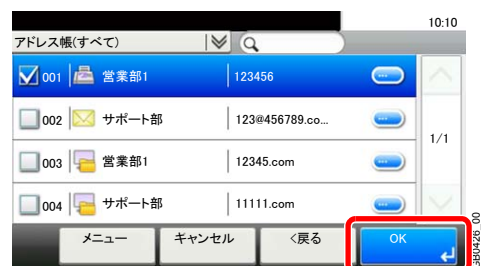 10:10
アドレス帳(すべて)
001 営業部1 123456
002 サポート部 123@456789.co...
003 営業部1 12345.com
004 サポート部 11111.com
1/1
メニュー キャンセル <戻る OK
GB0426_00